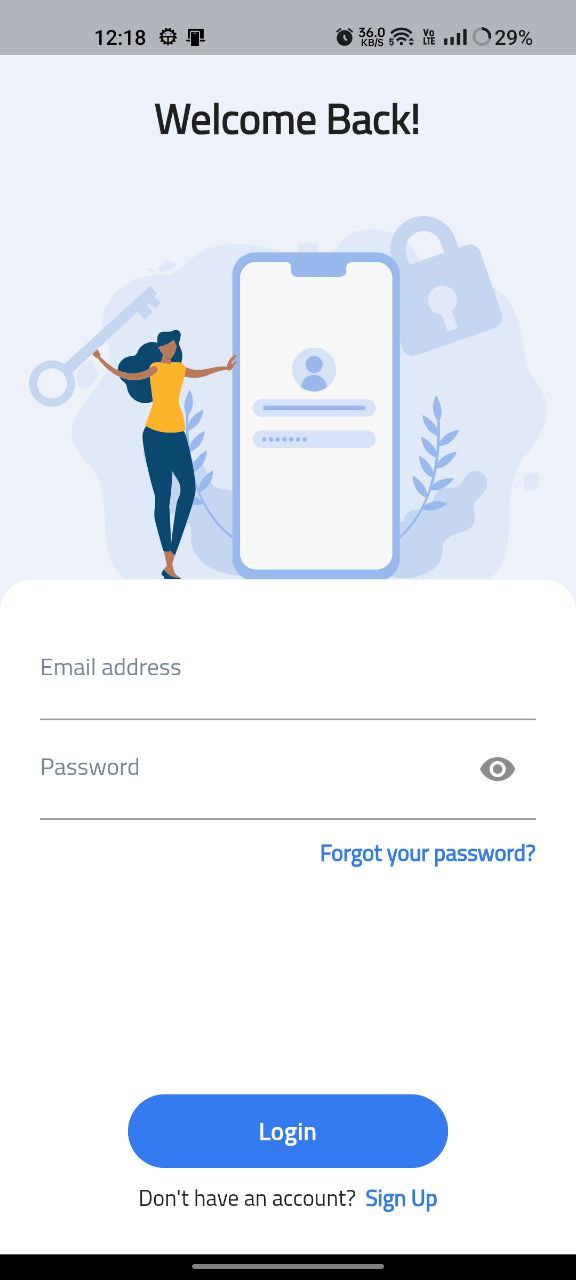 12:18 36.0 KB/S 5 Vo LTE 29%
Welcome Back!
Email address
Password
Forgot your password?
Login
Don't have an account? Sign Up